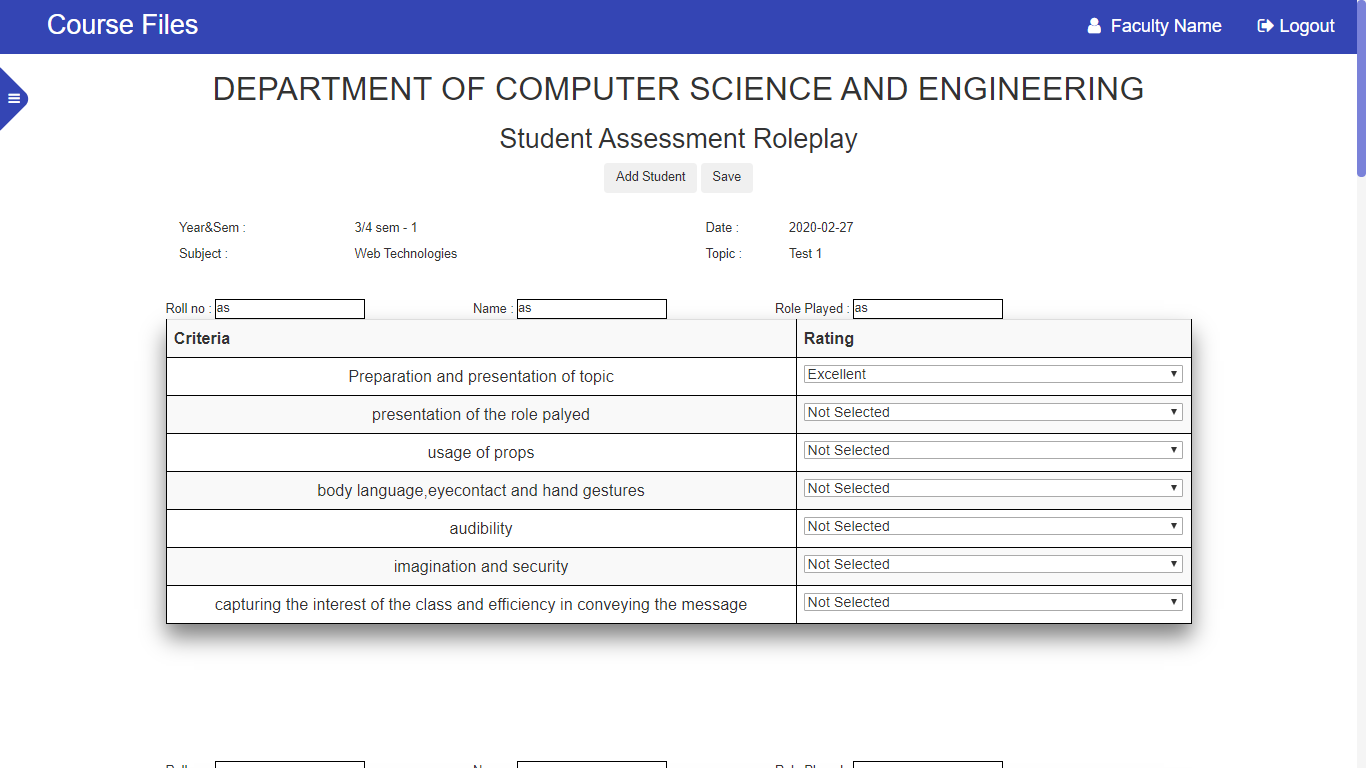 Course Files Faculty Name Logout
DEPARTMENT OF COMPUTER SCIENCE AND ENGINEERING
Student Assessment Roleplay
Add Student Save
Year&Sem : 3/4 sem - 1 Date : 2020-02-27
Subject : Web Technologies Topic : Test 1
Roll no : as Name : as Role Played : as
Criteria Rating
Preparation and presentation of topic Excellent
presentation of the role palyed Not Selected
usage of props Not Selected
body language,eyecontact and hand gestures Not Selected
audibility Not Selected
imagination and security Not Selected
capturing the interest of the class and efficiency in conveying the message Not Selected